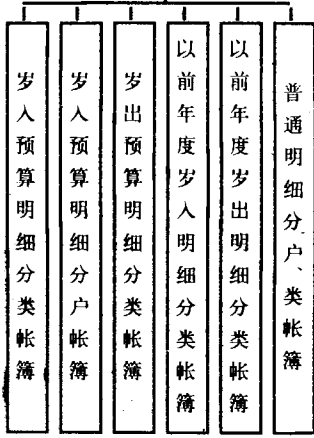 岁入预算明细分类帐簿
岁入预算明细分户帐簿
岁出预算明细分类帐簿
以前年度岁入明细分类帐簿
以前年度岁出明细分类帐簿
普通明细分户、类帐簿